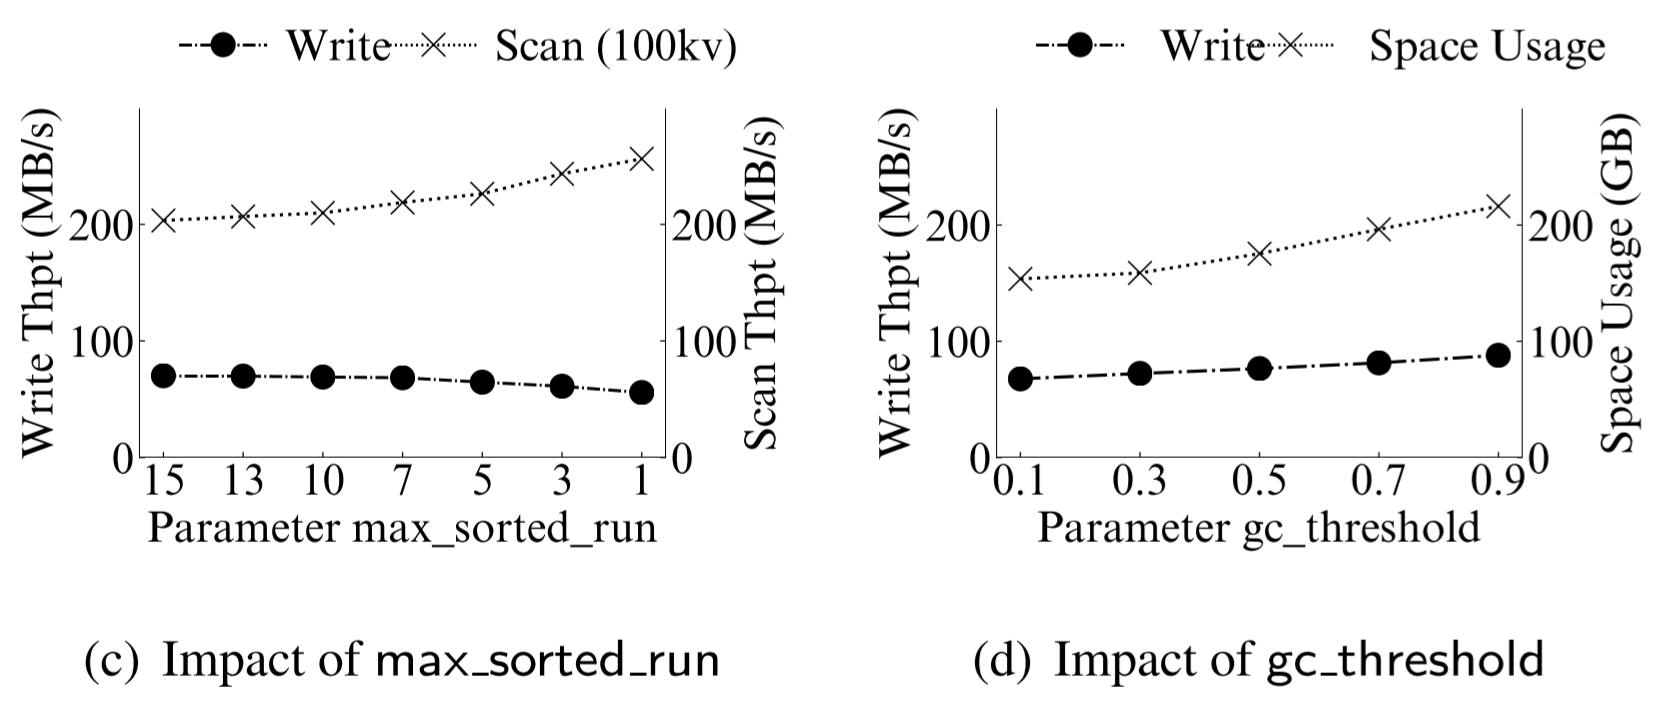 Write Scan (100kv)
Write Thpt (MB/s)
200
100
0
Scan Thpt (MB/s)
200
100
0
15 13 10 7 5 3 1
Parameter max_sorted_run
(c) Impact of max_sorted_run
Write Space Usage
Write Thpt (MB/s)
200
100
0
Space Usage (GB)
200
100
0
0.1 0.3 0.5 0.7 0.9
Parameter gc_threshold
(d) Impact of gc_threshold